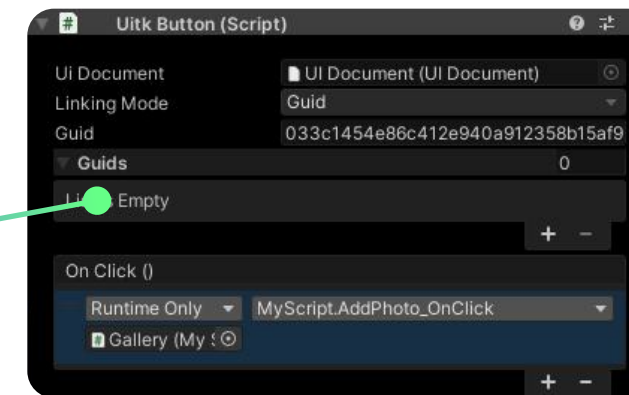 # Uitk Button (Script)
Ui Document UI Document (UI Document)
Linking Mode Guid
Guid 033c1454e86c412e940a912358b15af9
Guids 0
Empty
+ -
On Click ()
Runtime Only MyScript.AddPhoto_OnClick
# Gallery (My
+ -